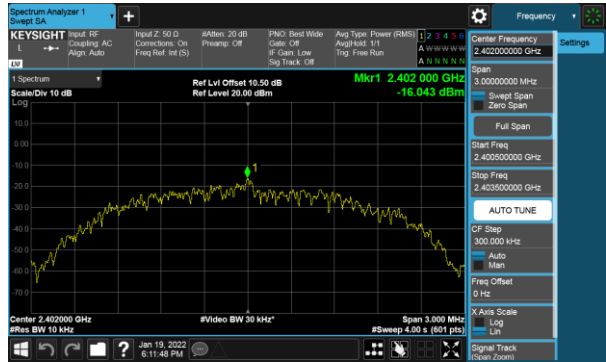 Spectrum Analyzer 1
Swept SA
+
Frequency
KEYSIGHT
L
Input: RF
Coupling: AC
Align: Auto
Input Z: 50 Ω
Corrections: On
Freq Ref: Int (S)
#Atten: 20 dB
Preamp: Off
PNO: Best Wide
Gate: Off
IF Gain: Low
Sig Track: Off
Avg Type: Power (RMS)
Avg|Hold: 1/1
Trig: Free Run
1 2 3 4 5 6
A W W W W W
A N N N N N
1 Spectrum
Scale/Div 10 dB
Log
Ref Lvl Offset 10.50 dB
Ref Level 20.00 dBm
Mkr1 2.402 000 GHz
-16.043 dBm
10.0
0.00
-10.0
-20.0
-30.0
-40.0
-50.0
-60.0
-70.0
1
Center 2.402000 GHz
#Res BW 10 kHz
#Video BW 30 kHz*
Span 3.000 MHz
#Sweep 4.00 s (601 pts)
?
Jan 19, 2022
6:11:48 PM
Center Frequency
2.402000000 GHz
Span
3.00000000 MHz
Swept Span
Zero Span
Full Span
Start Freq
2.400500000 GHz
Stop Freq
2.403500000 GHz
AUTO TUNE
CF Step
300.000 kHz
Auto
Man
Freq Offset
0 Hz
X Axis Scale
Log
Lin
Signal Track
(Span Zoom)
Settings